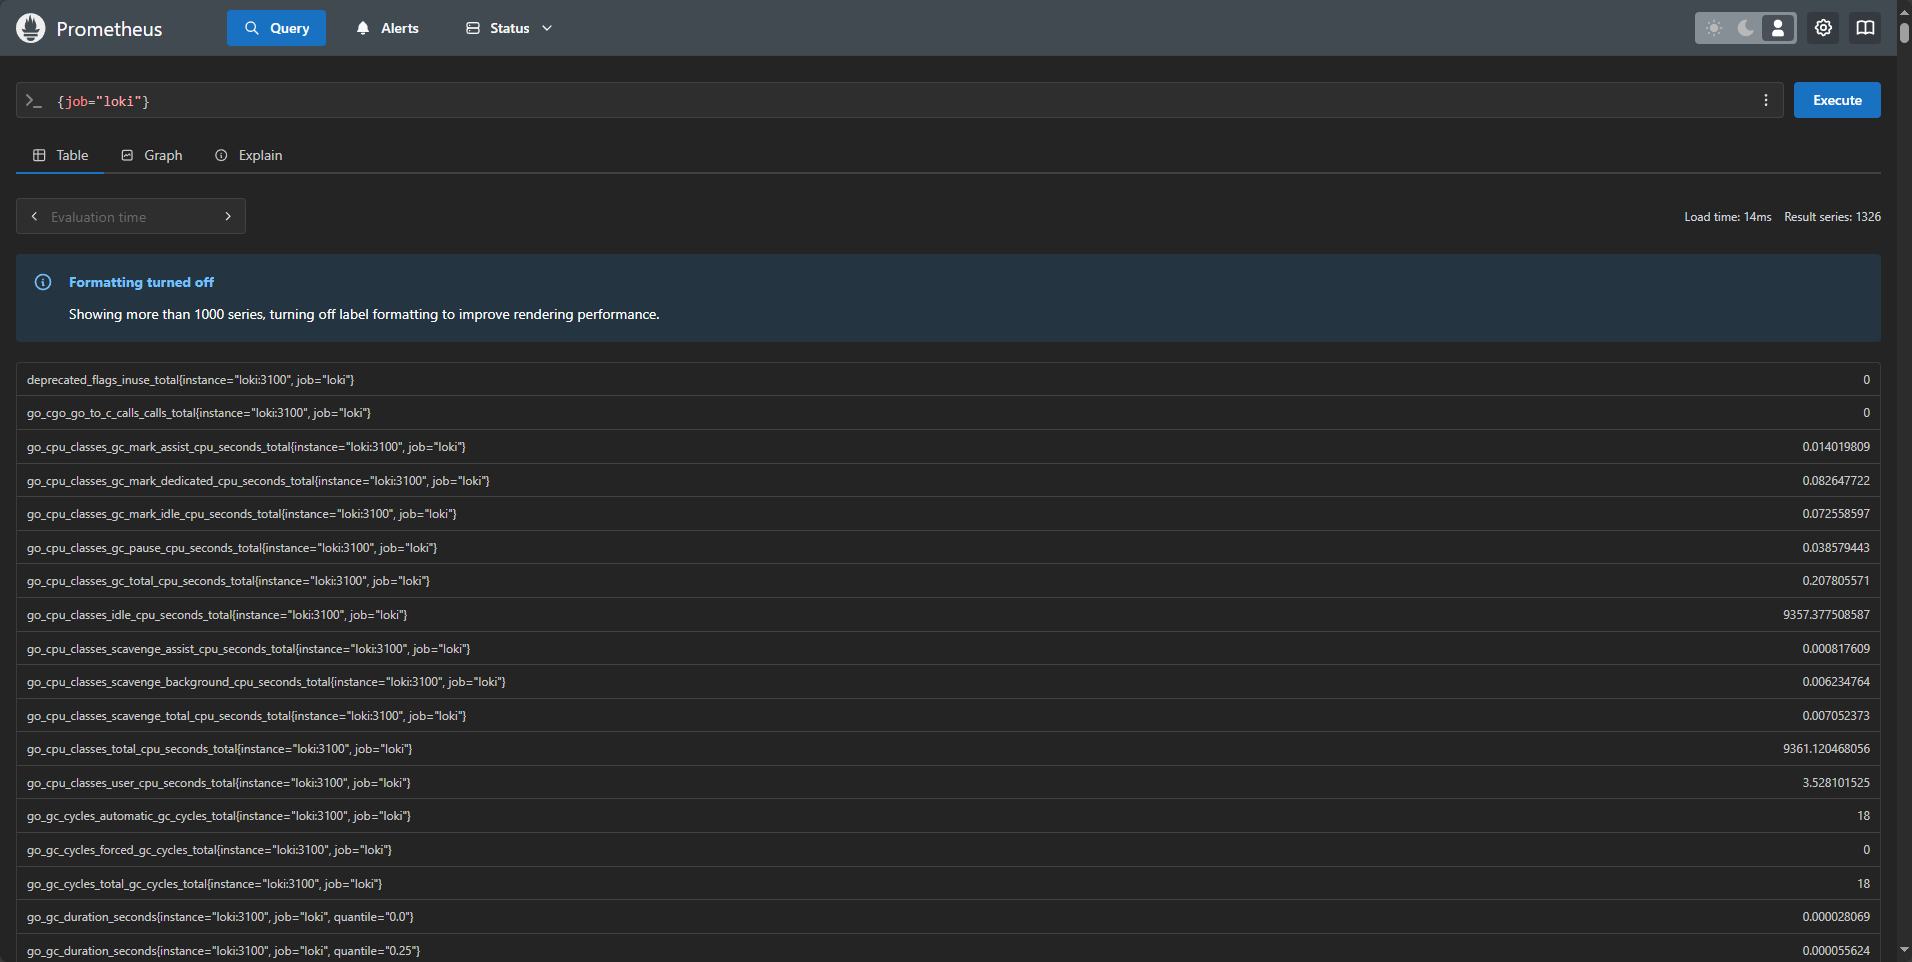 Prometheus Query Alerts Status
>_ {job="loki"} Execute
Table Graph Explain
Evaluation time Load time: 14ms Result series: 1326
Formatting turned off
Showing more than 1000 series, turning off label formatting to improve rendering performance.
deprecated_flags_inuse_total{instance="loki:3100", job="loki"} 0
go_cgo_go_to_c_calls_calls_total{instance="loki:3100", job="loki"} 0
go_cpu_classes_gc_mark_assist_cpu_seconds_total{instance="loki:3100", job="loki"} 0.014019809
go_cpu_classes_gc_mark_dedicated_cpu_seconds_total{instance="loki:3100", job="loki"} 0.082647722
go_cpu_classes_gc_mark_idle_cpu_seconds_total{instance="loki:3100", job="loki"} 0.072558597
go_cpu_classes_gc_pause_cpu_seconds_total{instance="loki:3100", job="loki"} 0.038579443
go_cpu_classes_gc_total_cpu_seconds_total{instance="loki:3100", job="loki"} 0.207805571
go_cpu_classes_idle_cpu_seconds_total{instance="loki:3100", job="loki"} 9357.377508587
go_cpu_classes_scavenge_assist_cpu_seconds_total{instance="loki:3100", job="loki"} 0.000817609
go_cpu_classes_scavenge_background_cpu_seconds_total{instance="loki:3100", job="loki"} 0.006234764
go_cpu_classes_scavenge_total_cpu_seconds_total{instance="loki:3100", job="loki"} 0.007052373
go_cpu_classes_total_cpu_seconds_total{instance="loki:3100", job="loki"} 9361.120468056
go_cpu_classes_user_cpu_seconds_total{instance="loki:3100", job="loki"} 3.528101525
go_gc_cycles_automatic_gc_cycles_total{instance="loki:3100", job="loki"} 18
go_gc_cycles_forced_gc_cycles_total{instance="loki:3100", job="loki"} 0
go_gc_cycles_total_gc_cycles_total{instance="loki:3100", job="loki"} 18
go_gc_duration_seconds{instance="loki:3100", job="loki", quantile="0.0"} 0.000028069
go_gc_duration_seconds{instance="loki:3100", job="loki", quantile="0.25"} 0.000055624